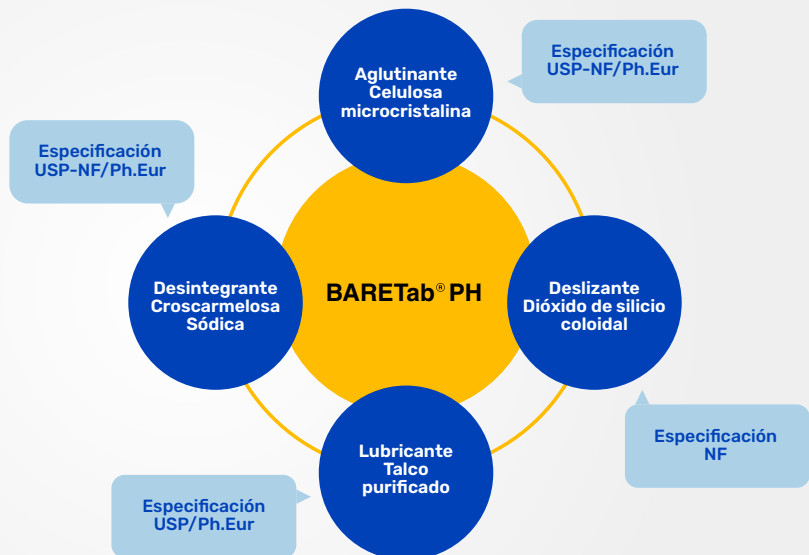 Aglutinante
Celulosa
microcristalina
Especificación
USP-NF/Ph.Eur
Especificación
USP-NF/Ph.Eur
Desintegrante
Croscarmelosa
Sódica
BARETab® PH
Deslizante
Dióxido de silicio
coloidal
Lubricante
Talco
purificado
Especificación
NF
Especificación
USP/Ph.Eur